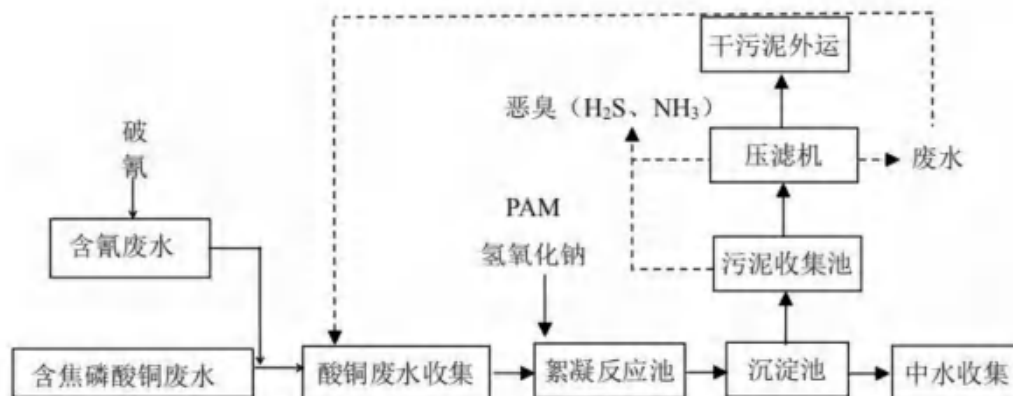 干污泥外运
恶臭（H₂S、NH₃）
破
氰
压滤机
废水
PAM
氢氧化钠
含氰废水
污泥收集池
含焦磷酸铜废水
酸铜废水收集
絮凝反应池
沉淀池
中水收集